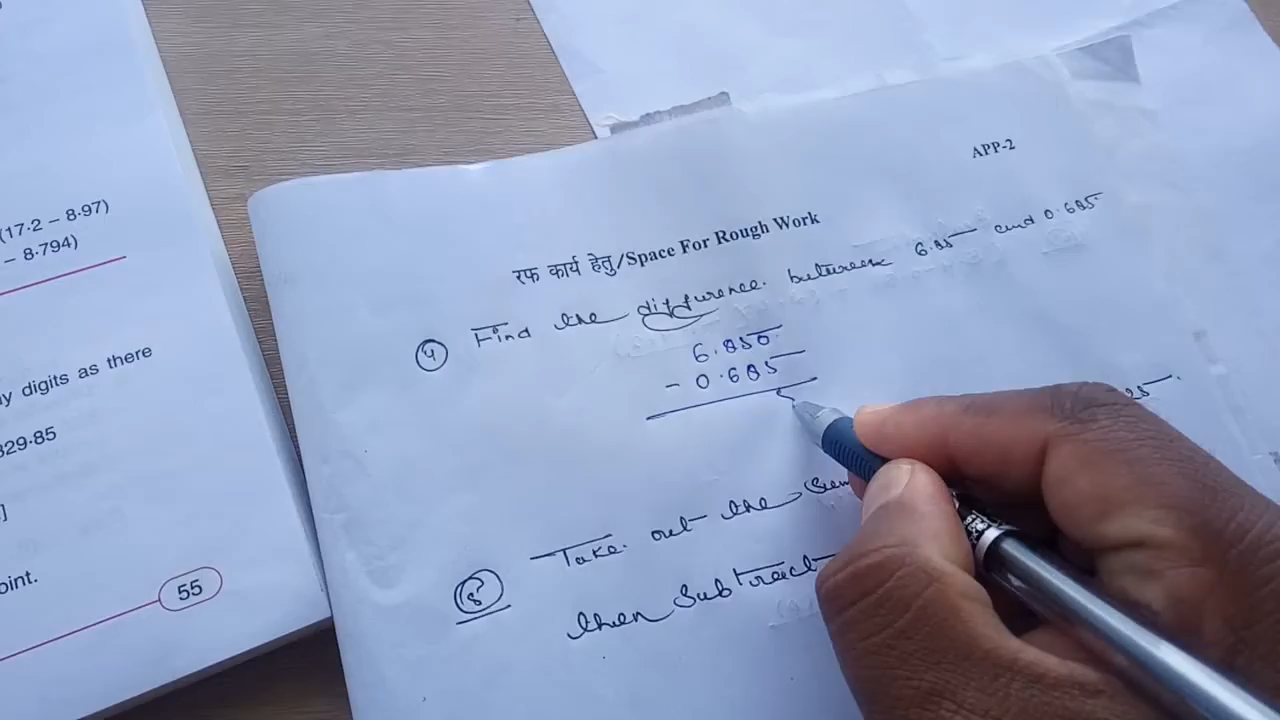 (17·2 – 8·97)
– 8·794)
y digits as there
329·85
]
oint.
55
APP-2
रफ कार्य हेतु/Space For Rough Work
4 Find the difference. between 6.85 and 0.685
6.850
- 0.685
8 Take. out the
then subtract